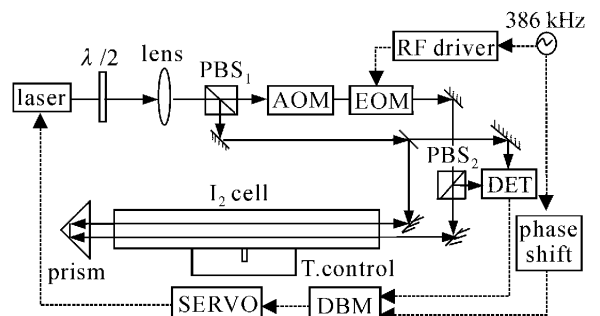 386 kHz
RF driver
λ/2
lens
PBS1
laser
AOM
EOM
PBS2
DET
I2 cell
phase
shift
prism
T.control
SERVO
DBM